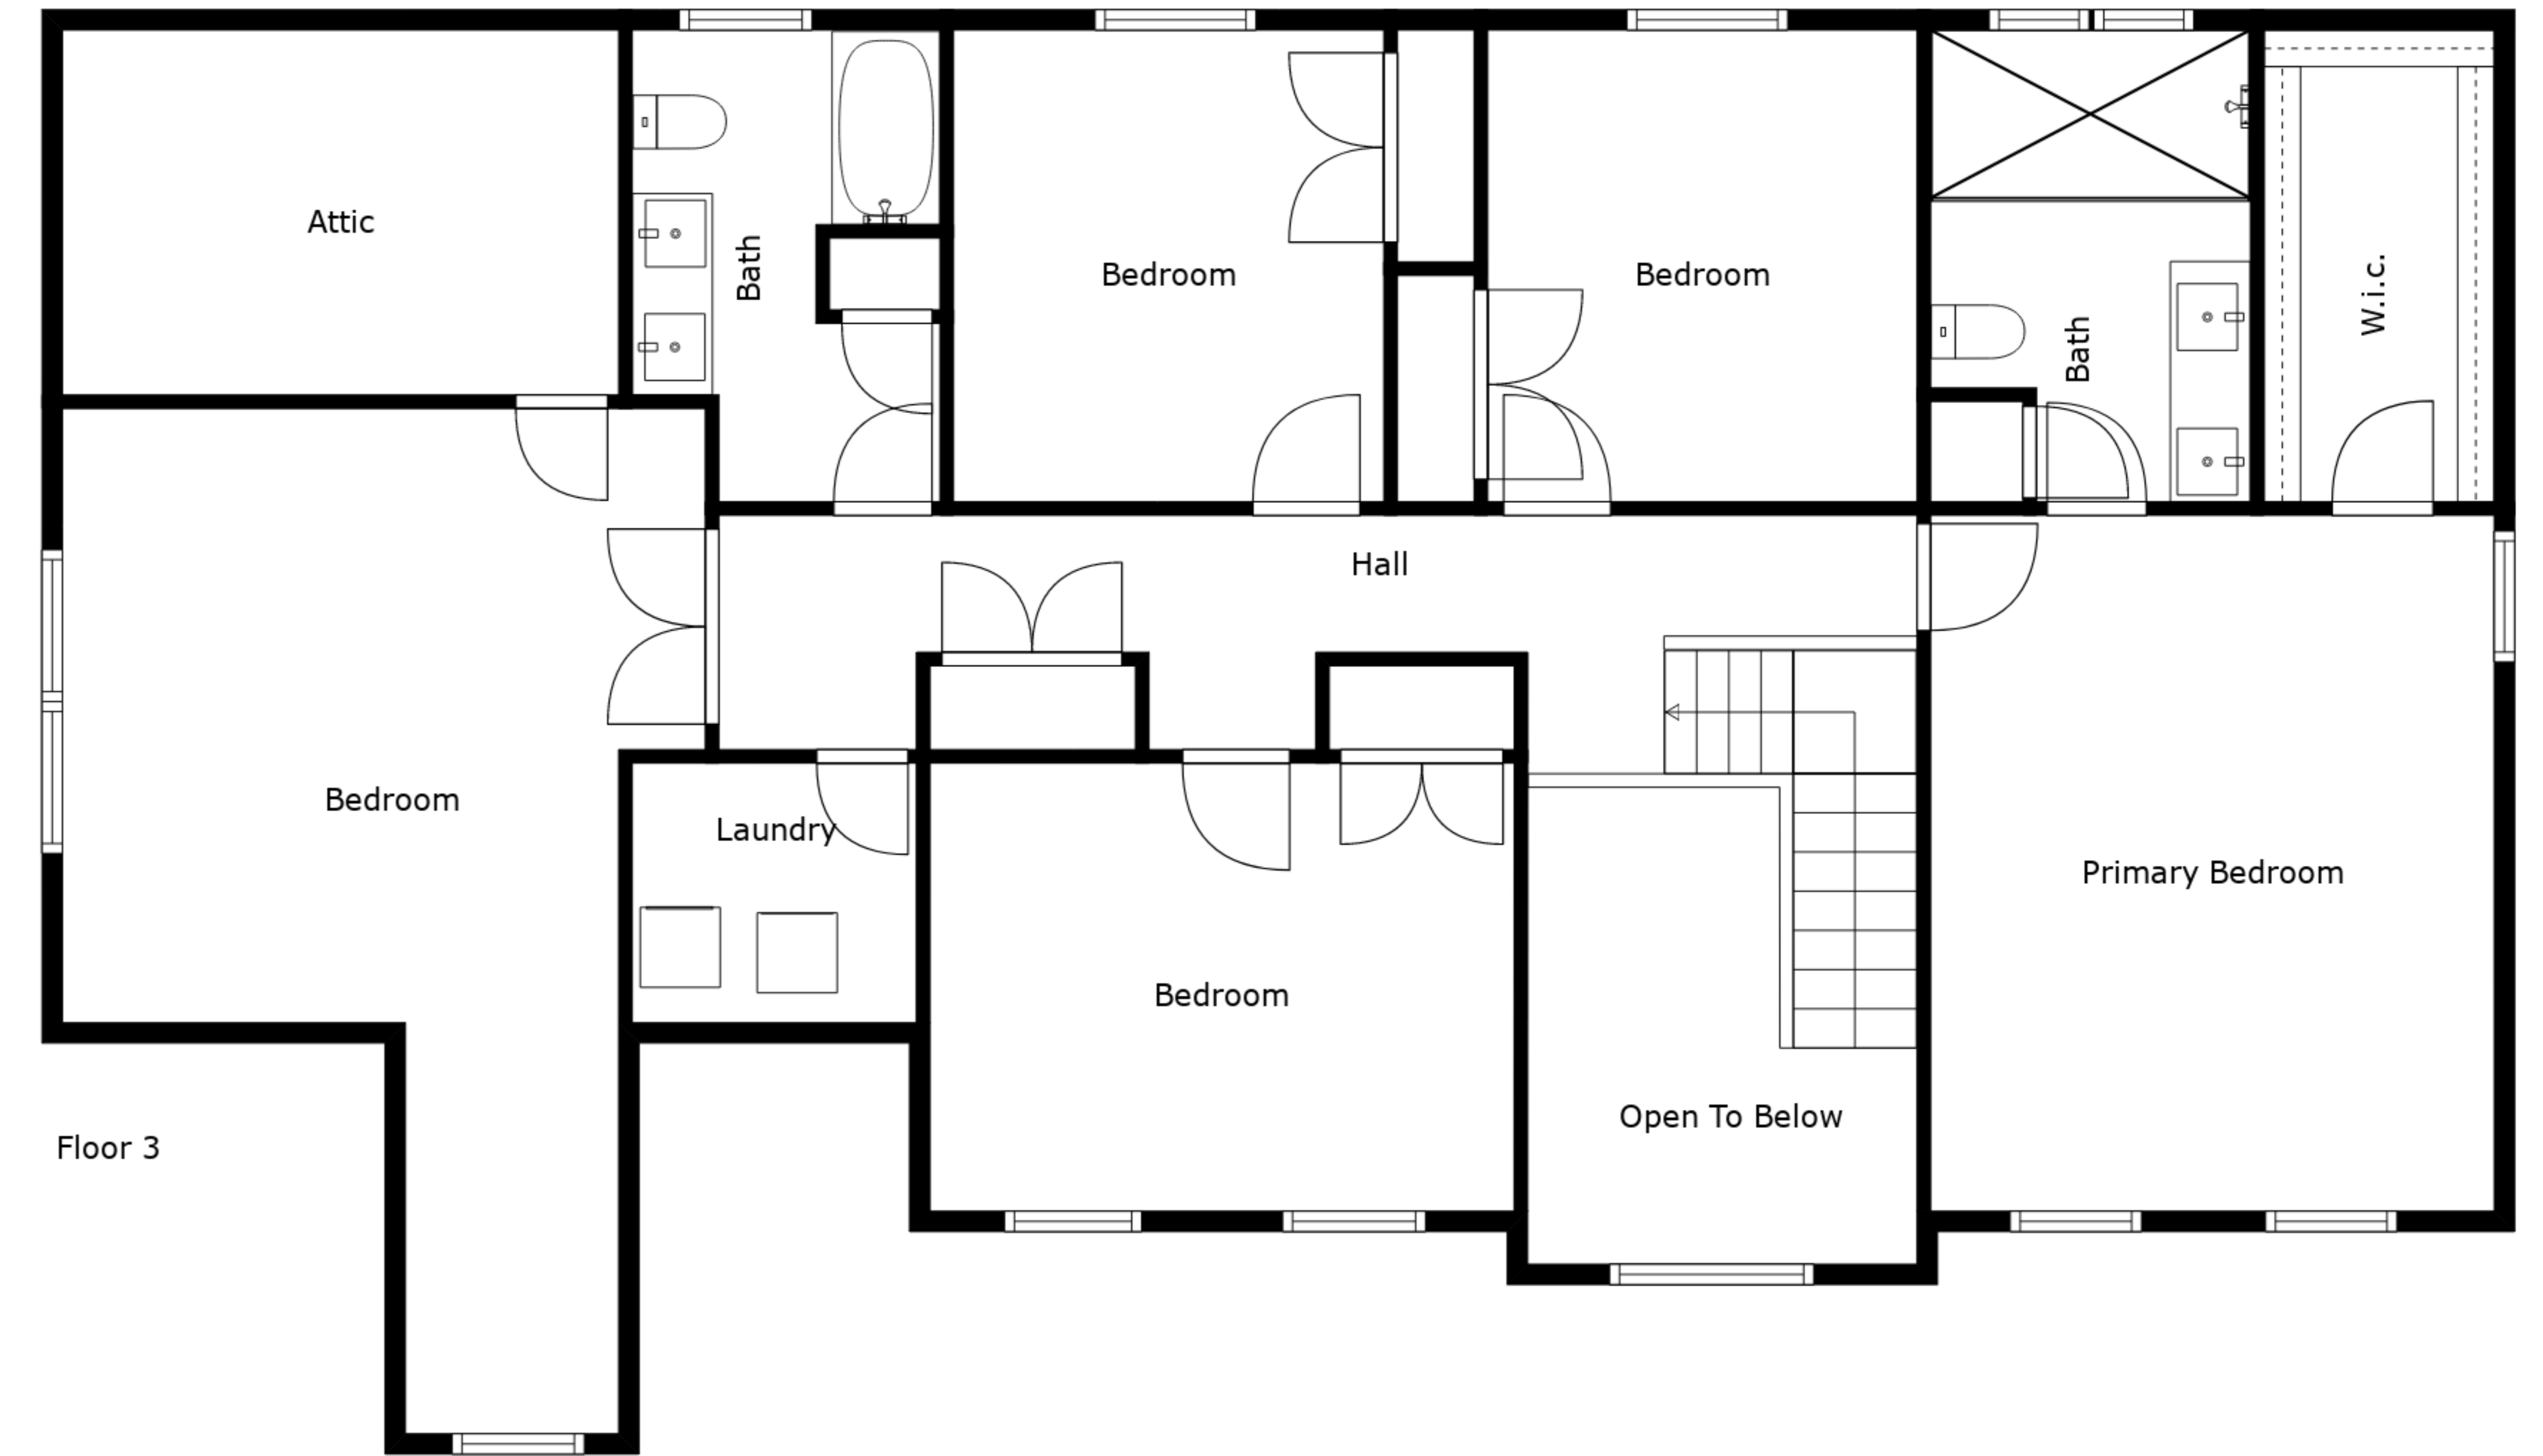 Attic
Bath
Bedroom
Bedroom
Bath
W.i.c.
Hall
Bedroom
Laundry
Primary Bedroom
Bedroom
Open To Below
Floor 3